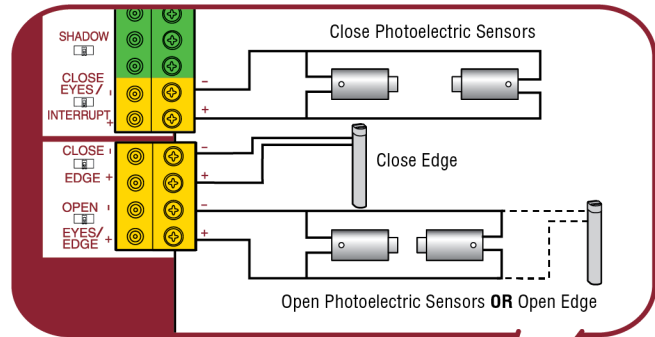 Close Photoelectric Sensors
SHADOW
CLOSE
EYES/ -
INTERRUPT +
-
+
CLOSE -
EDGE +
-
+
Close Edge
OPEN -
EYES/
EDGE +
-
+
Open Photoelectric Sensors OR Open Edge